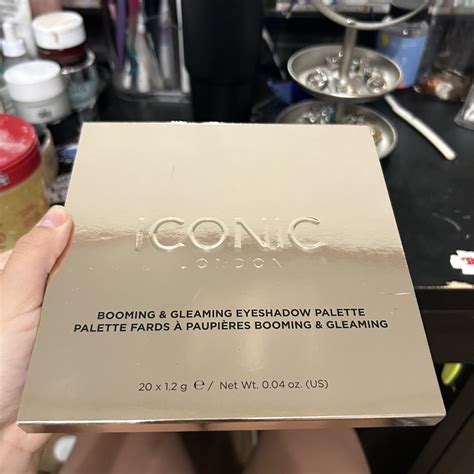 iCONIC
LONDON
BOOMING & GLEAMING EYESHADOW PALETTE
PALETTE FARDS À PAUPIÈRES BOOMING & GLEAMING
20 x 1.2 g ℮ / Net Wt. 0.04 oz. (US)